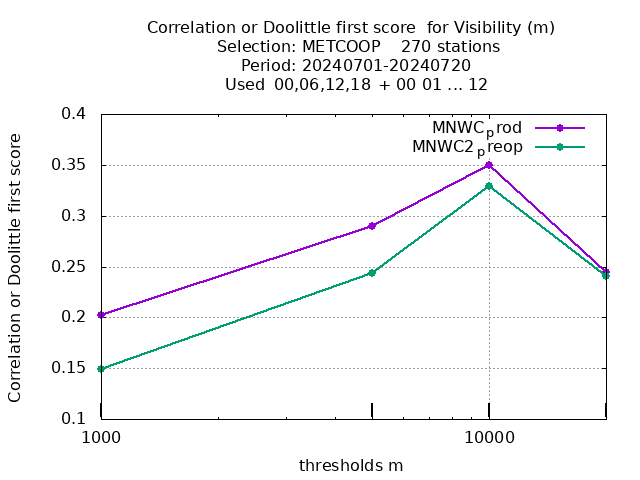 Correlation or Doolittle first score  for Visibility (m)
Selection: METCOOP    270 stations
Period: 20240701-20240720
Used  00,06,12,18  + 00 01 ... 12
Correlation or Doolittle first score
0.4
0.35
0.3
0.25
0.2
0.15
0.1
MNWCprod
MNWC2preop
1000
10000
thresholds m